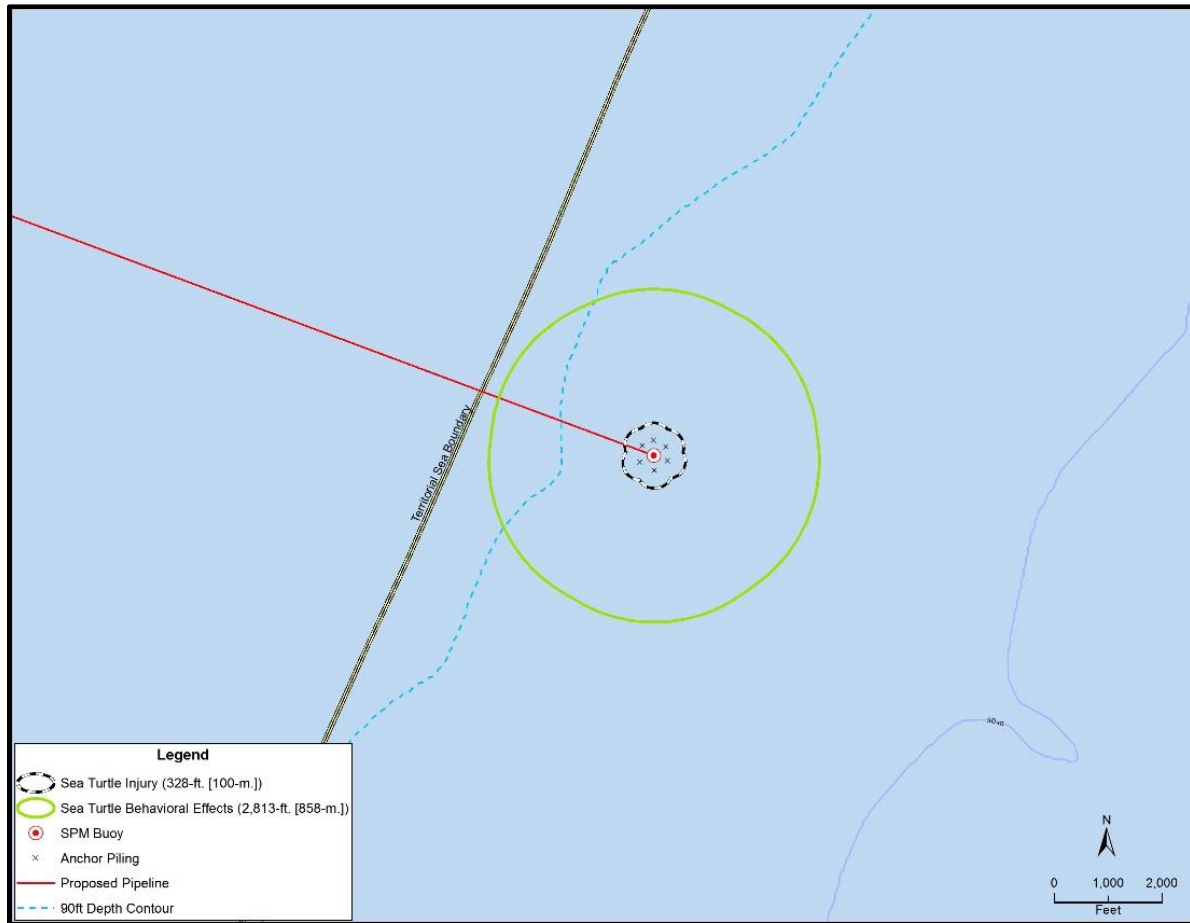 Territorial Sea Boundary
Legend
Sea Turtle Injury (328-ft. [100-m.])
Sea Turtle Behavioral Effects (2,813-ft. [858-m.])
SPM Buoy
Anchor Piling
Proposed Pipeline
90ft Depth Contour
N
0 1,000 2,000
Feet